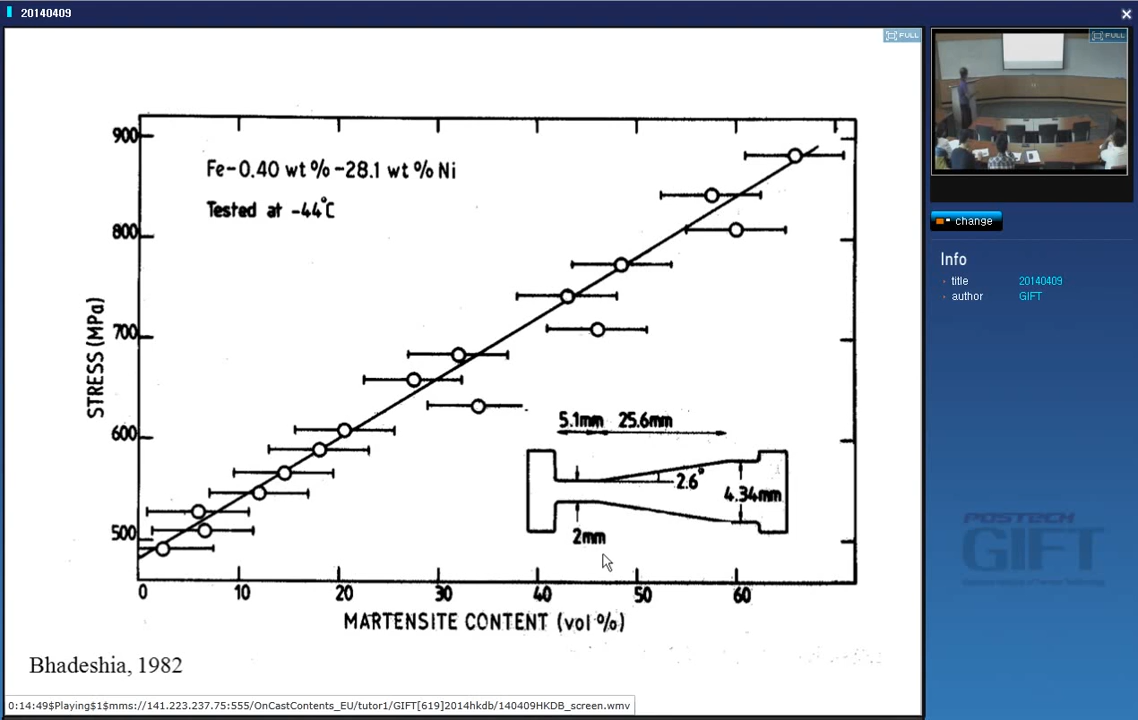 20140409
FULL
FULL
900
Fe-0.40 wt %-28.1 wt % Ni
Tested at -44°C
800
change
Info
title 20140409
author GIFT
700
STRESS (MPa)
600
5.1mm 25.6mm
2.6°
4.34mm
2mm
500
POSTECH
GIFT
0 10 20 30 40 50 60
MARTENSITE CONTENT (vol %)
Bhadeshia, 1982
0:14:49$Playing$1$mms://141.223.237.75:555/OnCastContents_EU/tutor1/GIFT[619]2014hkdb/140409HKDB_screen.wmv